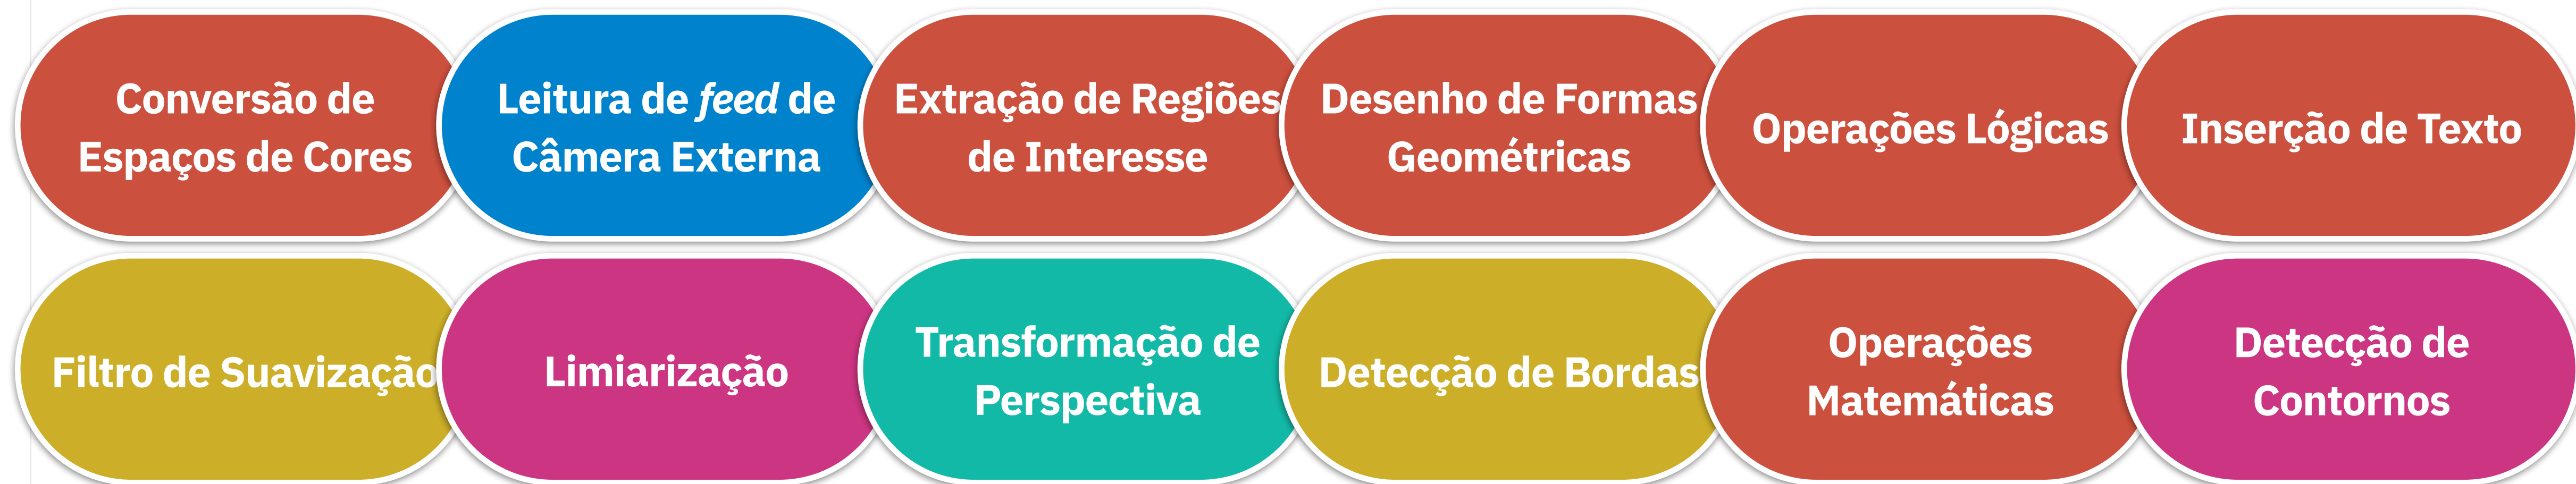 Conversão de
Espaços de Cores
Leitura de feed de
Câmera Externa
Extração de Regiões
de Interesse
Desenho de Formas
Geométricas
Operações Lógicas
Inserção de Texto
Filtro de Suavização
Limiarização
Transformação de
Perspectiva
Detecção de Bordas
Operações
Matemáticas
Detecção de
Contornos